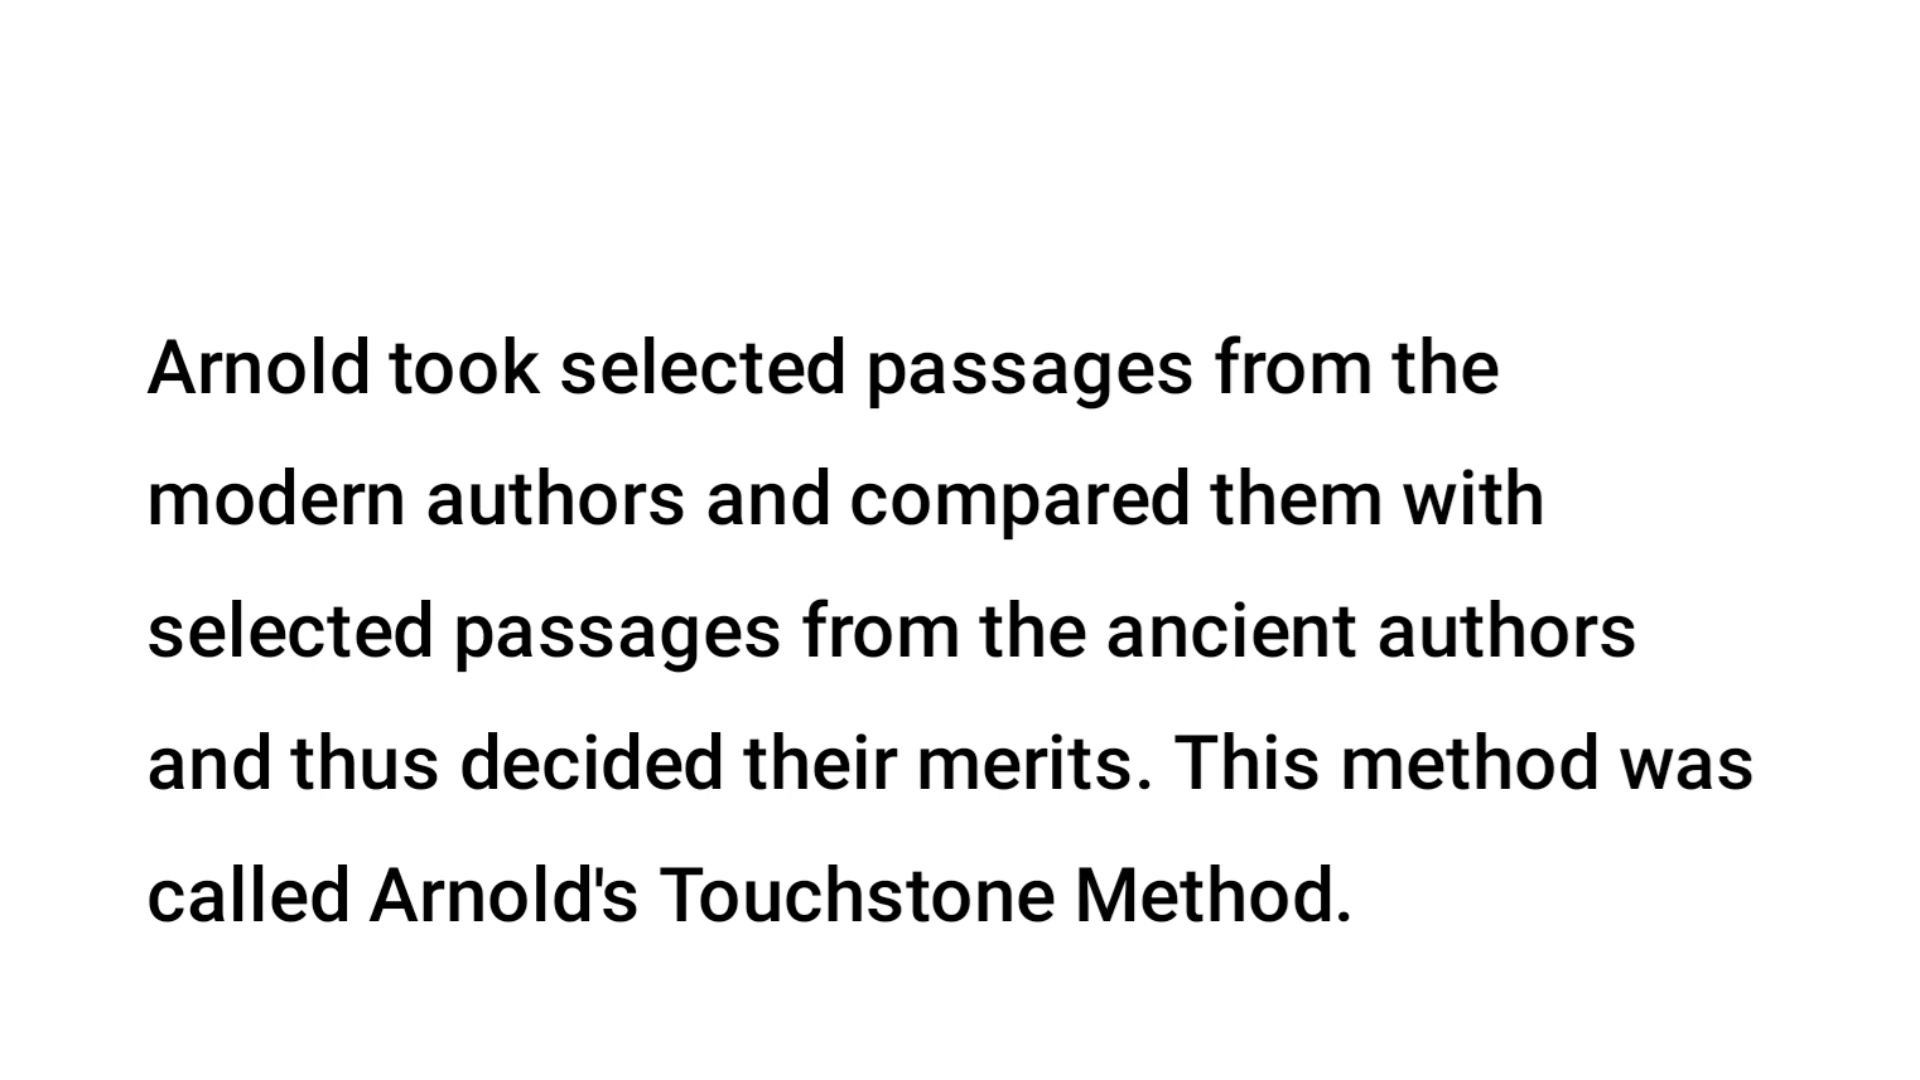 Arnold took selected passages from the
modern authors and compared them with
selected passages from the ancient authors
and thus decided their merits. This method was
called Arnold's Touchstone Method.